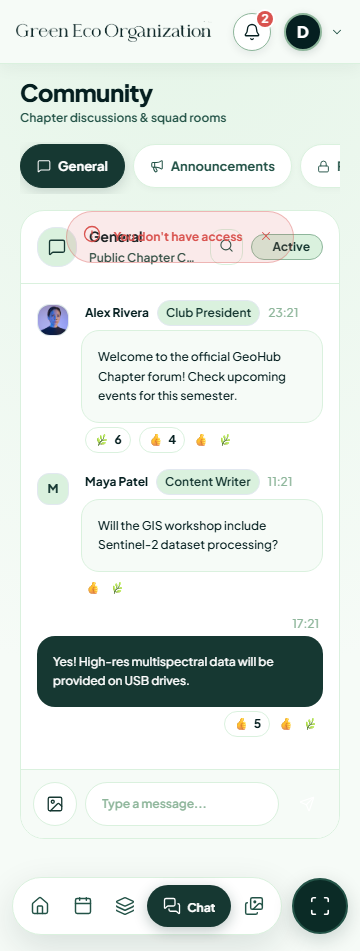 Green Eco Organization
2
D
Community
Chapter discussions & squad rooms
General
Announcements
General
You don't have access
Public Chapter C...
Active
Alex Rivera
Club President
23:21
Welcome to the official GeoHub
Chapter forum! Check upcoming
events for this semester.
6
4
M
Maya Patel
Content Writer
11:21
Will the GIS workshop include
Sentinel-2 dataset processing?
17:21
Yes! High-res multispectral data will be
provided on USB drives.
5
Type a message...
Chat